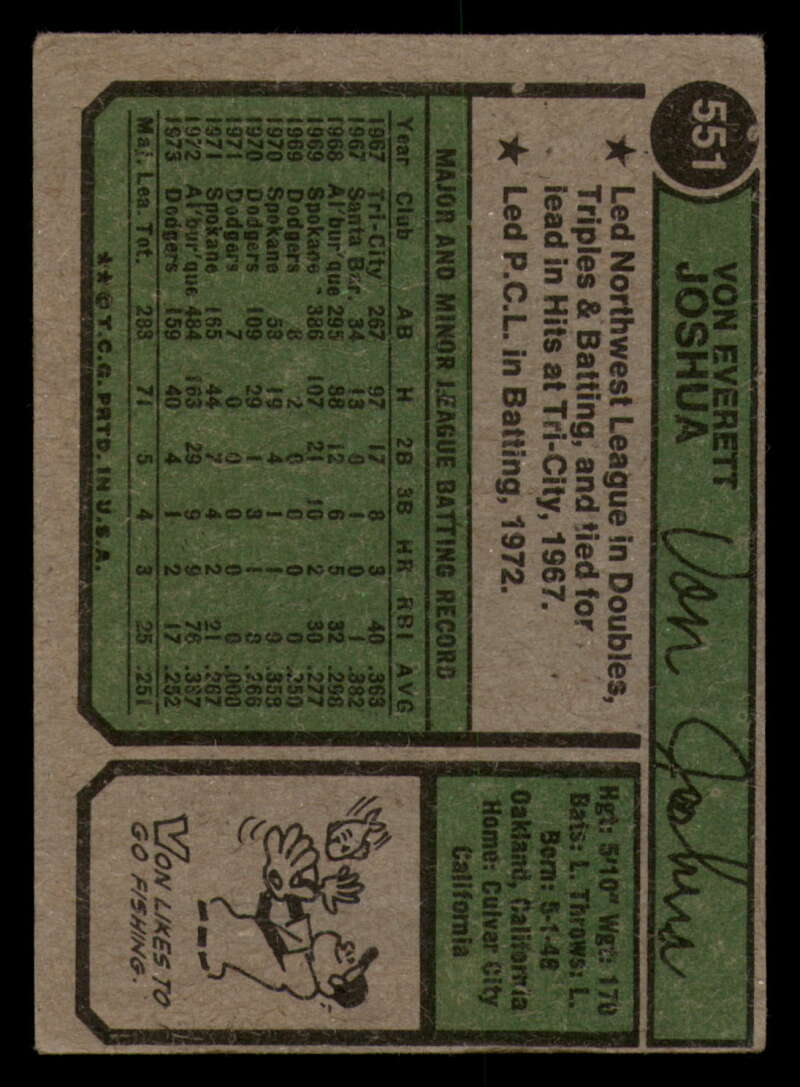 551
VON EVERETT
JOSHUA
Von Joshua
★ Led Northwest League in Doubles,
Triples & Batting, and tied for
lead in Hits at Tri-City, 1967.
★ Led P.C.L. in Batting, 1972.
MAJOR AND MINOR LEAGUE BATTING RECORD
Year Club AB H 2B 3B HR RBI AVG
1967 Tri-City 267 97 17 8 3 40 .363
1967 Santa Bar. 34 13 0 1 0 1 .382
1968 Al'bur'que 295 88 12 6 5 32 .298
1969 Spokane 386 107 21 10 2 30 .277
1969 Dodgers 8 2 0 0 0 0 .250
1970 Spokane 53 19 4 1 0 9 .358
1970 Dodgers 109 29 1 3 1 8 .266
1971 Dodgers 7 0 0 0 0 0 .000
1971 Spokane 165 44 7 4 2 21 .267
1972 Al'bur'que 484 163 29 9 9 76 .337
1973 Dodgers 159 40 4 1 2 17 .252
Maj. Lea. Tot. 283 71 5 4 3 25 .251
★★© T.C.G. PRTD. IN U.S.A.
Hgt: 5'10" Wgt: 170
Bats: L. Throws: L.
Born: 5-1-48
Oakland, California
Home: Culver City
California
VON LIKES TO
GO FISHING.